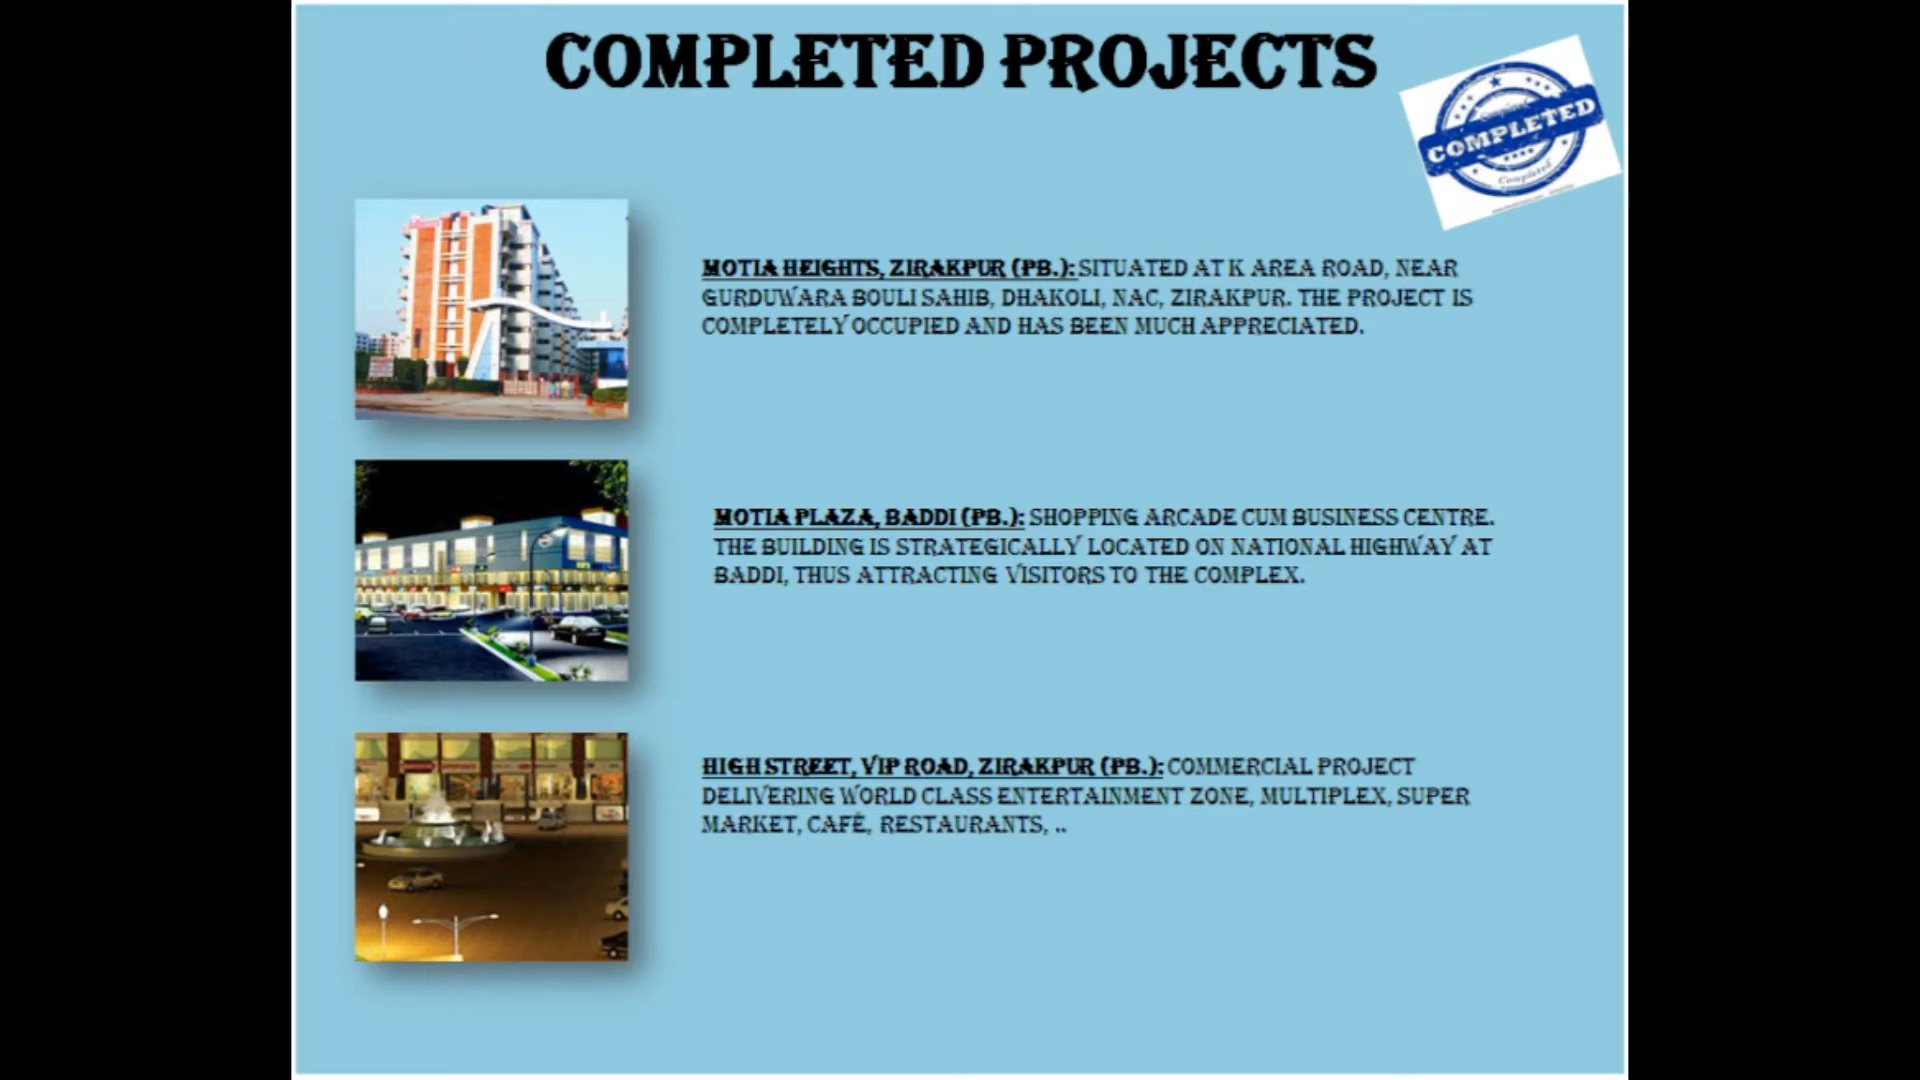 COMPLETED PROJECTS
Completed
COMPLETED
Completed
MOTIA HEIGHTS, ZIRAKPUR (PB.): SITUATED AT K AREA ROAD, NEAR
GURDUWARA BOULI SAHIB, DHAKOLI, NAC, ZIRAKPUR. THE PROJECT IS
COMPLETELY OCCUPIED AND HAS BEEN MUCH APPRECIATED.
MOTIA PLAZA, BADDI (PB.): SHOPPING ARCADE CUM BUSINESS CENTRE.
THE BUILDING IS STRATEGICALLY LOCATED ON NATIONAL HIGHWAY AT
BADDI, THUS ATTRACTING VISITORS TO THE COMPLEX.
HIGH STREET, VIP ROAD, ZIRAKPUR (PB.): COMMERCIAL PROJECT
DELIVERING WORLD CLASS ENTERTAINMENT ZONE, MULTIPLEX, SUPER
MARKET, CAFÉ, RESTAURANTS, ..